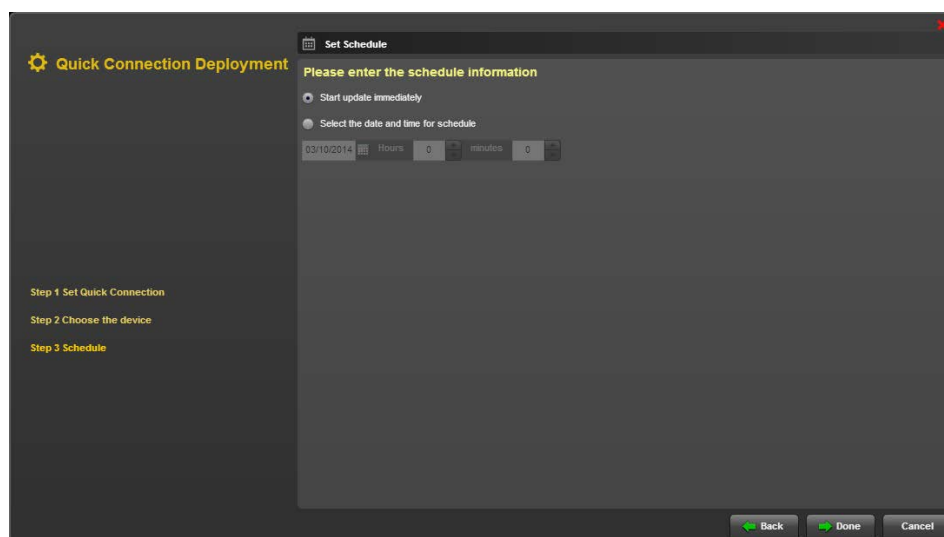 Quick Connection Deployment
Step 1 Set Quick Connection
Step 2 Choose the device
Step 3 Schedule
Set Schedule
Please enter the schedule information
Start update immediately
Select the date and time for schedule
03/10/2014 Hours 0 minutes 0
Back Done Cancel